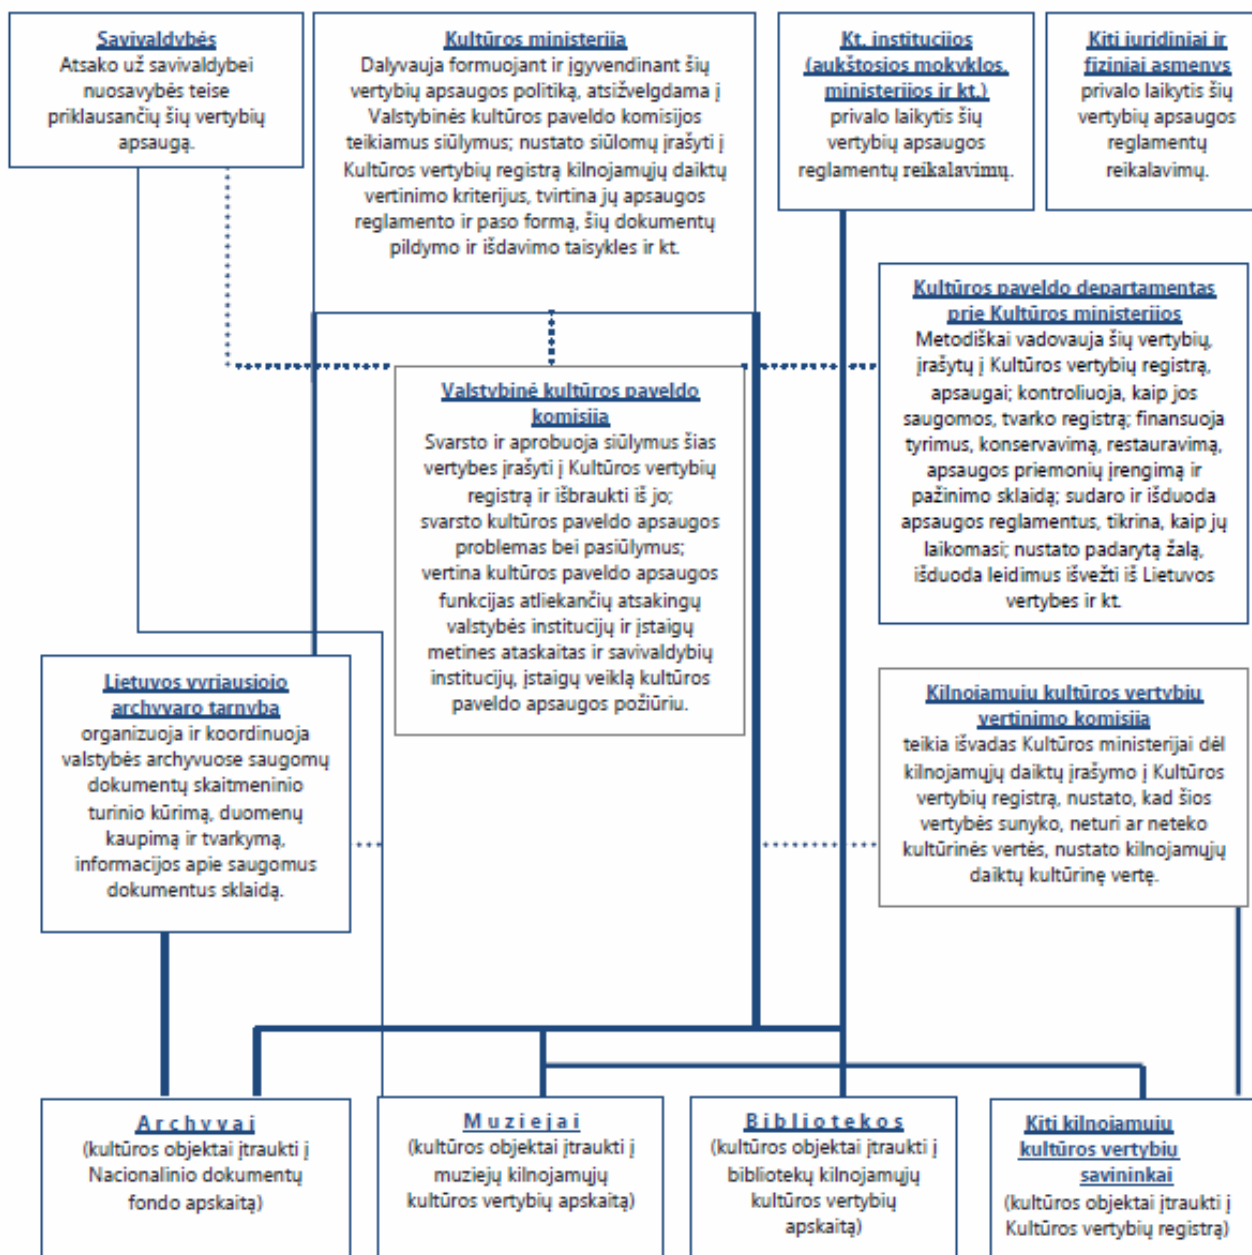 Savivaldybės
Atsako už savivaldybei
nuosavybės teise
priklausančių šių vertybių
apsaugą.
Kultūros ministerija
Dalyvauja formuojant ir įgyvendinant šių
vertybių apsaugos politiką, atsižvelgdama į
Valstybinės kultūros paveldo komisijos
teikiamus siūlymus; nustato siūlomų įrašyti į
Kultūros vertybių registrą kilnojamųjų daiktų
vertinimo kriterijus, tvirtina jų apsaugos
reglamento ir paso formą, šių dokumentų
pildymo ir išdavimo taisykles ir kt.
Kt. institucijos
(aukštosios mokyklos,
ministerijos ir kt.)
privalo laikytis šių
vertybių apsaugos
reglamentų reikalavimų.
Kiti juridiniai ir
fiziniai asmenys
privalo laikytis šių
vertybių apsaugos
reglamentų
reikalavimų.
Kultūros paveldo departamentas
prie Kultūros ministerijos
Metodiškai vadovauja šių vertybių,
įrašytų į Kultūros vertybių registrą,
apsaugai; kontroliuoja, kaip jos
saugomos, tvarko registrą; finansuoja
tyrimus, konservavimą, restauravimą,
apsaugos priemonių įrengimą ir
pažinimo sklaidą; sudaro ir išduoda
apsaugos reglamentus, tikrina, kaip jų
laikomasi; nustato padarytą žalą,
išduoda leidimus išvežti iš Lietuvos
vertybes ir kt.
Valstybinė kultūros paveldo
komisija
Svarsto ir aprobuoja siūlymus šias
vertybes įrašyti į Kultūros vertybių
registrą ir išbraukti iš jo;
svarsto kultūros paveldo apsaugos
problemas bei pasiūlymus;
vertina kultūros paveldo apsaugos
funkcijas atliekančių atsakingų
valstybės institucijų ir įstaigų
metines ataskaitas ir savivaldybių
institucijų, įstaigų veiklą kultūros
paveldo apsaugos požiūriu.
Lietuvos vyriausiojo
archyvaro tarnyba
organizuoja ir koordinuoja
valstybės archyvuose saugomų
dokumentų skaitmeninio
turinio kūrimą, duomenų
kaupimą ir tvarkymą,
informacijos apie saugomus
dokumentus sklaidą.
Kilnojamųjų kultūros vertybių
vertinimo komisija
teikia išvadas Kultūros ministerijai dėl
kilnojamųjų daiktų įrašymo į Kultūros
vertybių registrą, nustato, kad šios
vertybės sunyko, neturi ar neteko
kultūrinės vertės, nustato kilnojamųjų
daiktų kultūrinę vertę.
Archyvai
(kultūros objektai įtraukti į
Nacionalinio dokumentų
fondo apskaitą)
Muziejai
(kultūros objektai įtraukti į
muziejų kilnojamųjų
kultūros vertybių apskaitą)
Bibliotekos
(kultūros objektai įtraukti į
bibliotekų kilnojamųjų
kultūros vertybių
apskaitą)
Kiti kilnojamųjų
kultūros vertybių
savininkai
(kultūros objektai įtraukti į
Kultūros vertybių registrą)